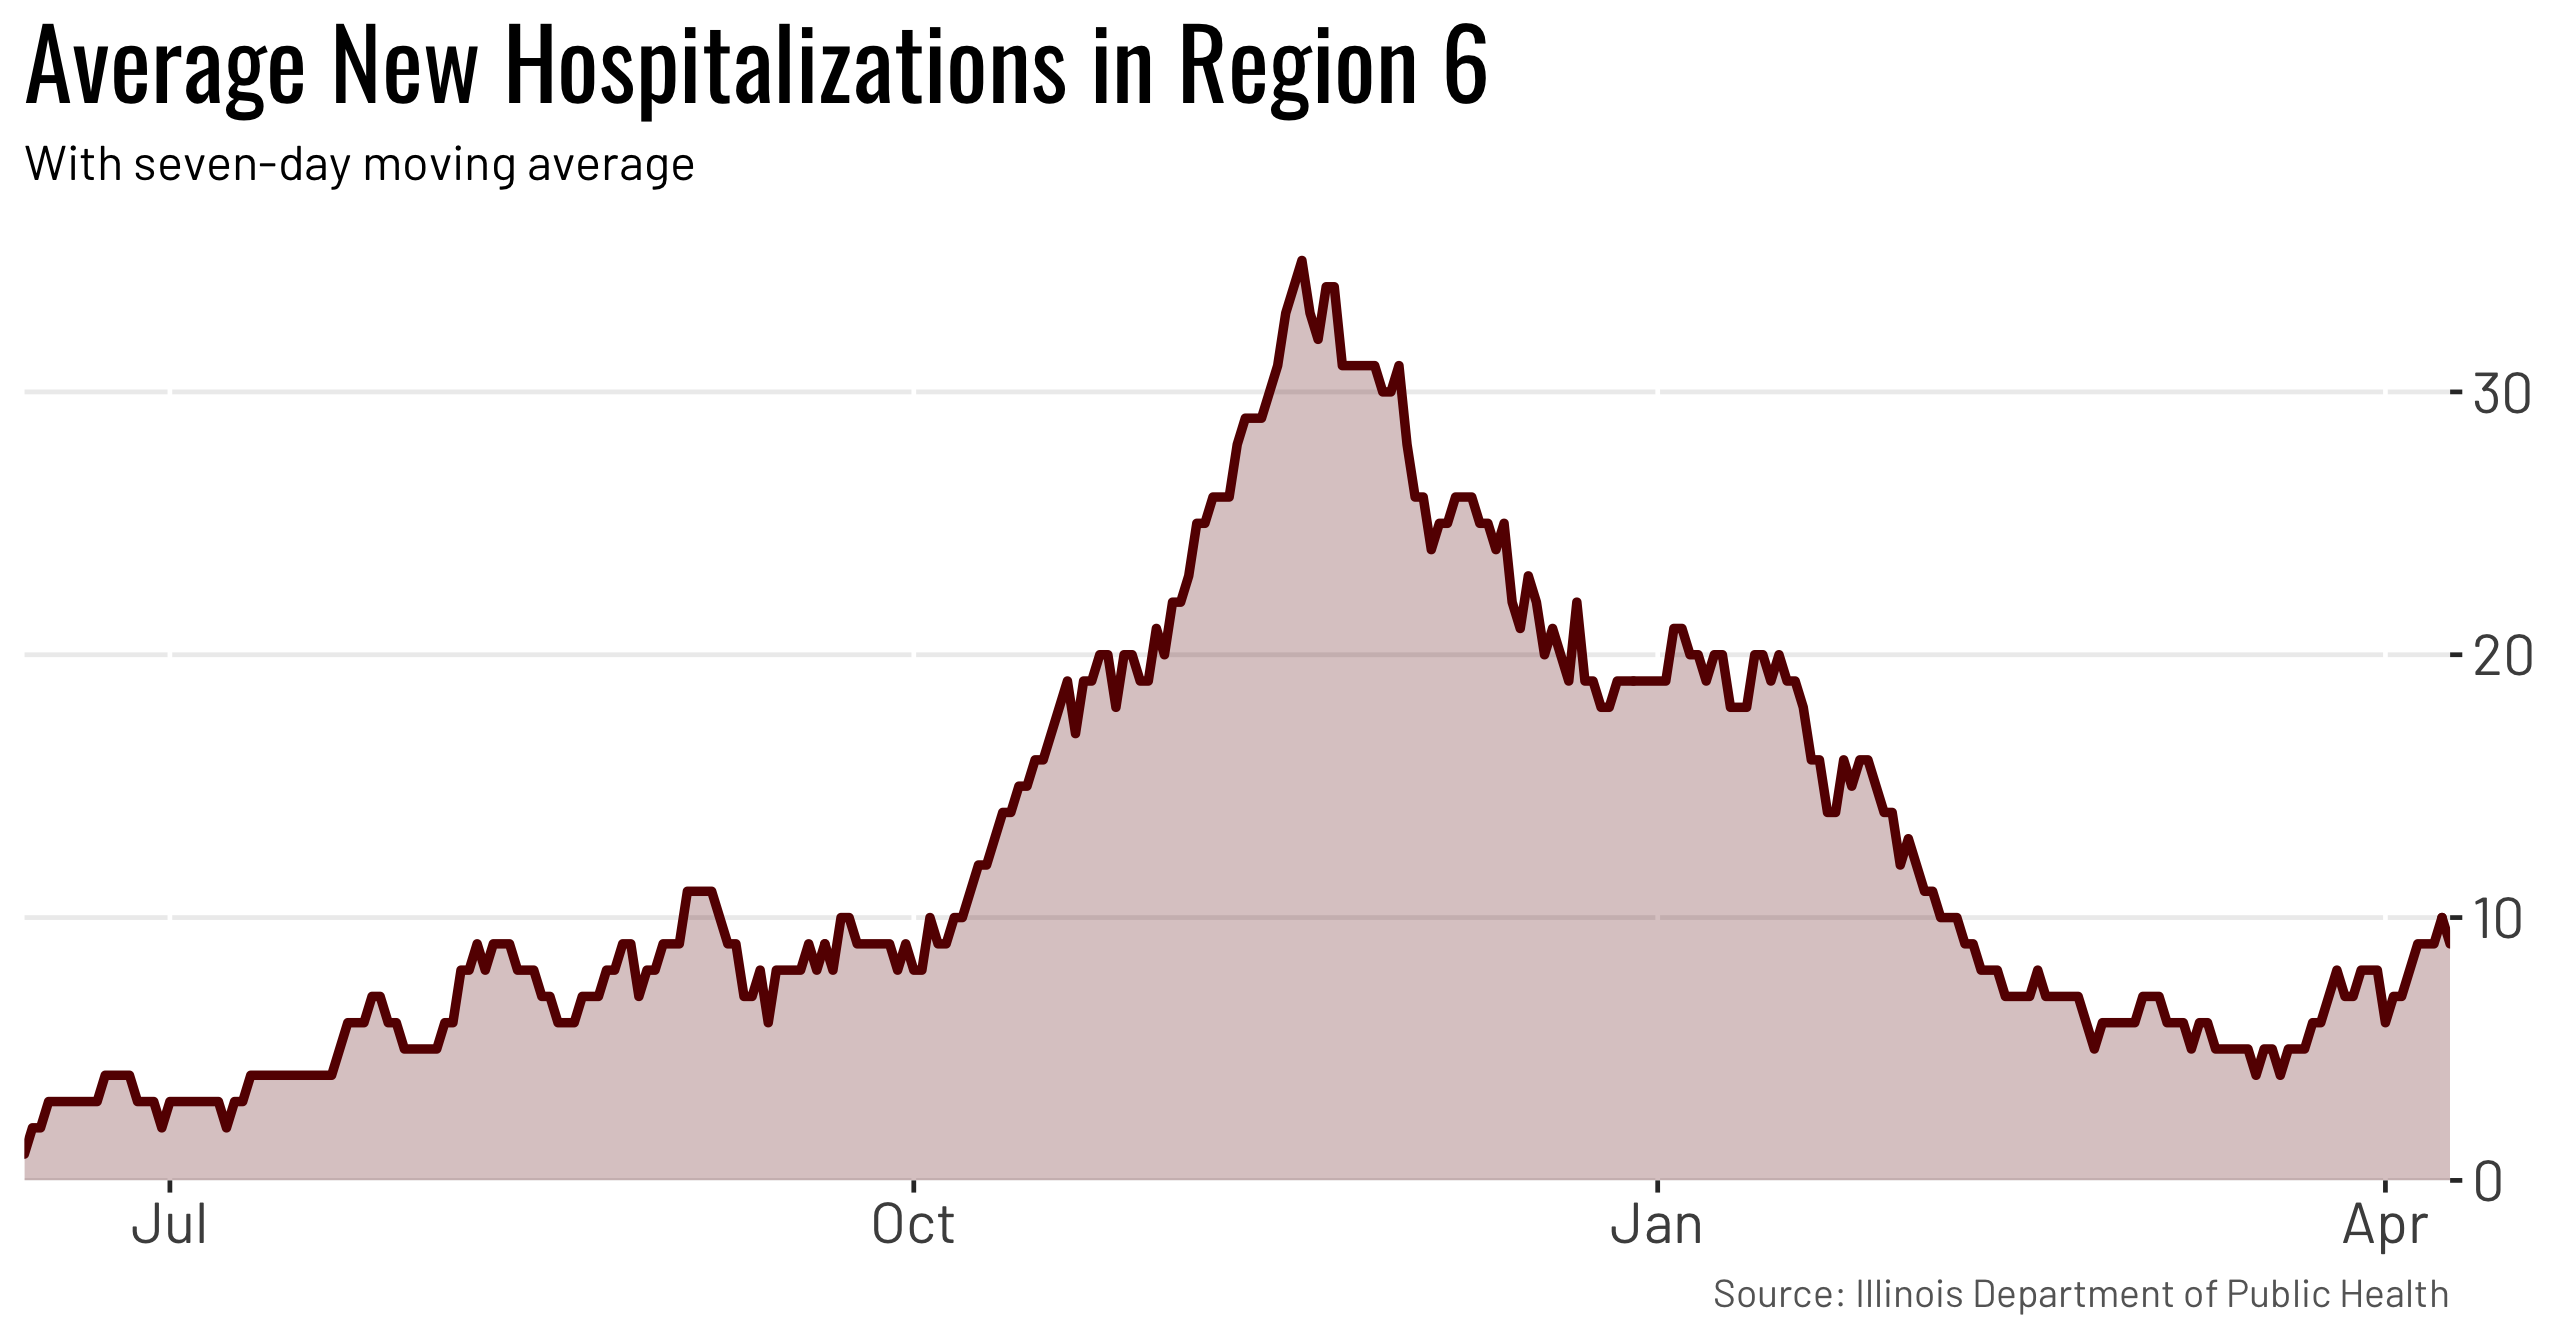 Average New Hospitalizations in Region 6
With seven-day moving average
30
20
10
0
Jul Oct Jan Apr
Source: Illinois Department of Public Health